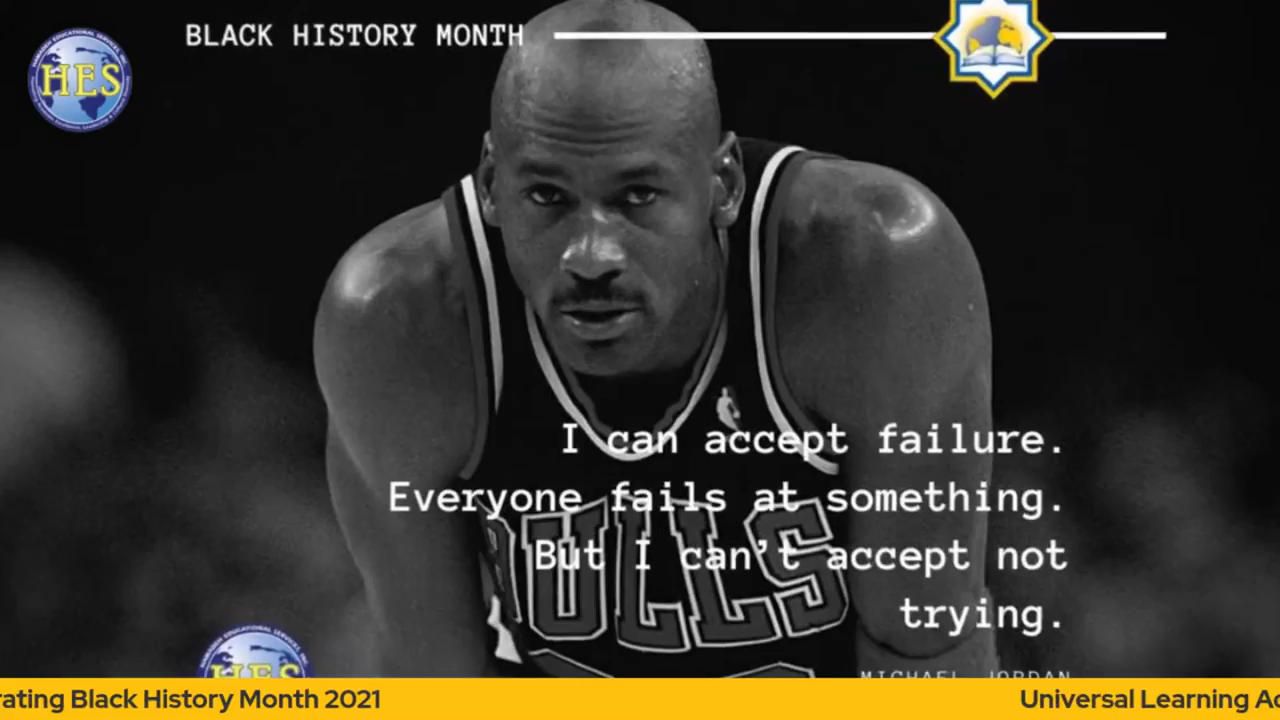 BLACK HISTORY MONTH
HES
I can accept failure.
Everyone fails at something.
But I can't accept not
trying.
BULLS
MICHAEL JORDAN
HES
rating Black History Month 2021
Universal Learning Ac